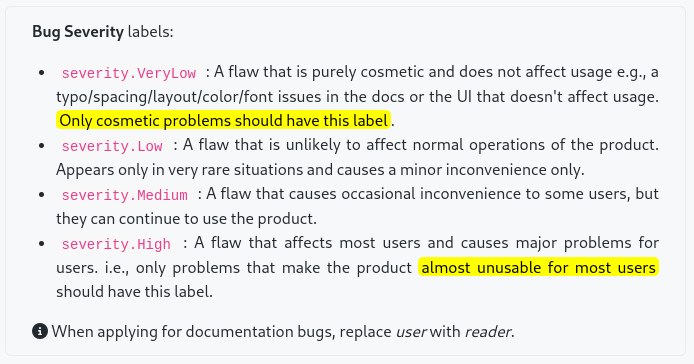 Bug Severity labels:
• severity.VeryLow : A flaw that is purely cosmetic and does not affect usage e.g., a
typo/spacing/layout/color/font issues in the docs or the UI that doesn't affect usage.
Only cosmetic problems should have this label.
• severity.Low : A flaw that is unlikely to affect normal operations of the product.
Appears only in very rare situations and causes a minor inconvenience only.
• severity.Medium : A flaw that causes occasional inconvenience to some users, but
they can continue to use the product.
• severity.High : A flaw that affects most users and causes major problems for
users. i.e., only problems that make the product almost unusable for most users
should have this label.
When applying for documentation bugs, replace user with reader.